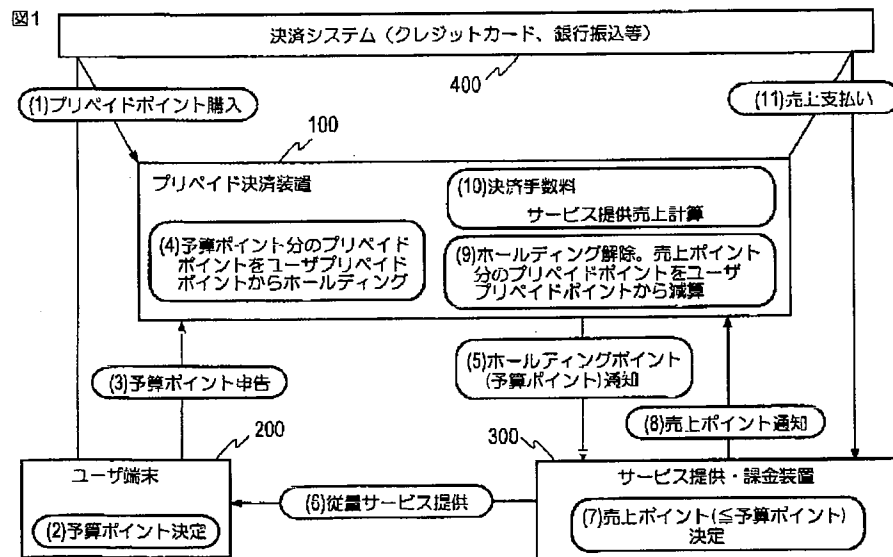 図1
決済システム（クレジットカード、銀行振込等）
400
(1)プリペイドポイント購入
(11)売上支払い
100
プリペイド決済装置
(10)決済手数料
サービス提供売上計算
(4)予算ポイント分のプリペイド
ポイントをユーザプリペイド
ポイントからホールディング
(9)ホールディング解除。売上ポイント
分のプリペイドポイントをユーザ
プリペイドポイントから減算
(3)予算ポイント申告
(5)ホールディングポイント
(予算ポイント)通知
(8)売上ポイント通知
200
300
ユーザ端末
(2)予算ポイント決定
(6)従量サービス提供
サービス提供・課金装置
(7)売上ポイント(≦予算ポイント)
決定